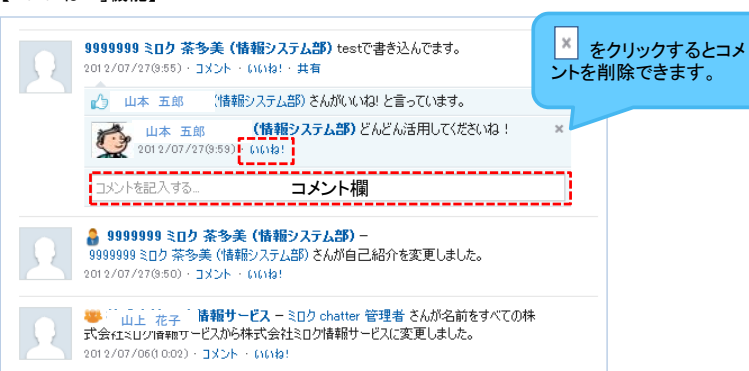 9999999 ミロク 茶多美 (情報システム部) testで書き込んでます。
2012/07/27(9:55)・コメント・いいね!・共有
山本 五郎 (情報システム部) さんがいいね! と言っています。
山本 五郎 (情報システム部) どんどん活用してくださいね!
2012/07/27(9:59)・いいね!
コメントを記入する... コメント欄
× をクリックするとコメ
ントを削除できます。
9999999 ミロク 茶多美 (情報システム部) –
9999999 ミロク 茶多美 (情報システム部) さんが自己紹介を変更しました。
2012/07/27(9:50)・コメント・いいね!
山上 花子 情報サービス – ミロク chatter 管理者 さんが名前をすべての株
式会社ミロク情報サービスから株式会社ミロク情報サービスに変更しました。
2012/07/06(10:02)・コメント・いいね!